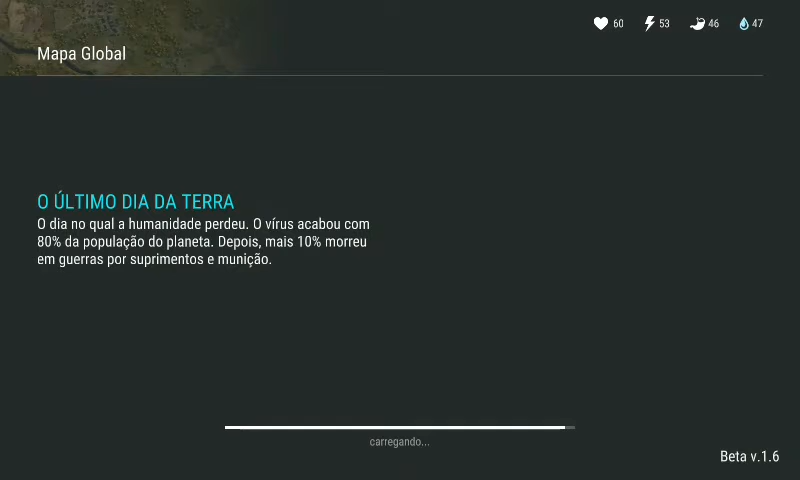 60 53 46 47
Mapa Global
O ÚLTIMO DIA DA TERRA
O dia no qual a humanidade perdeu. O vírus acabou com
80% da população do planeta. Depois, mais 10% morreu
em guerras por suprimentos e munição.
carregando...
Beta v.1.6